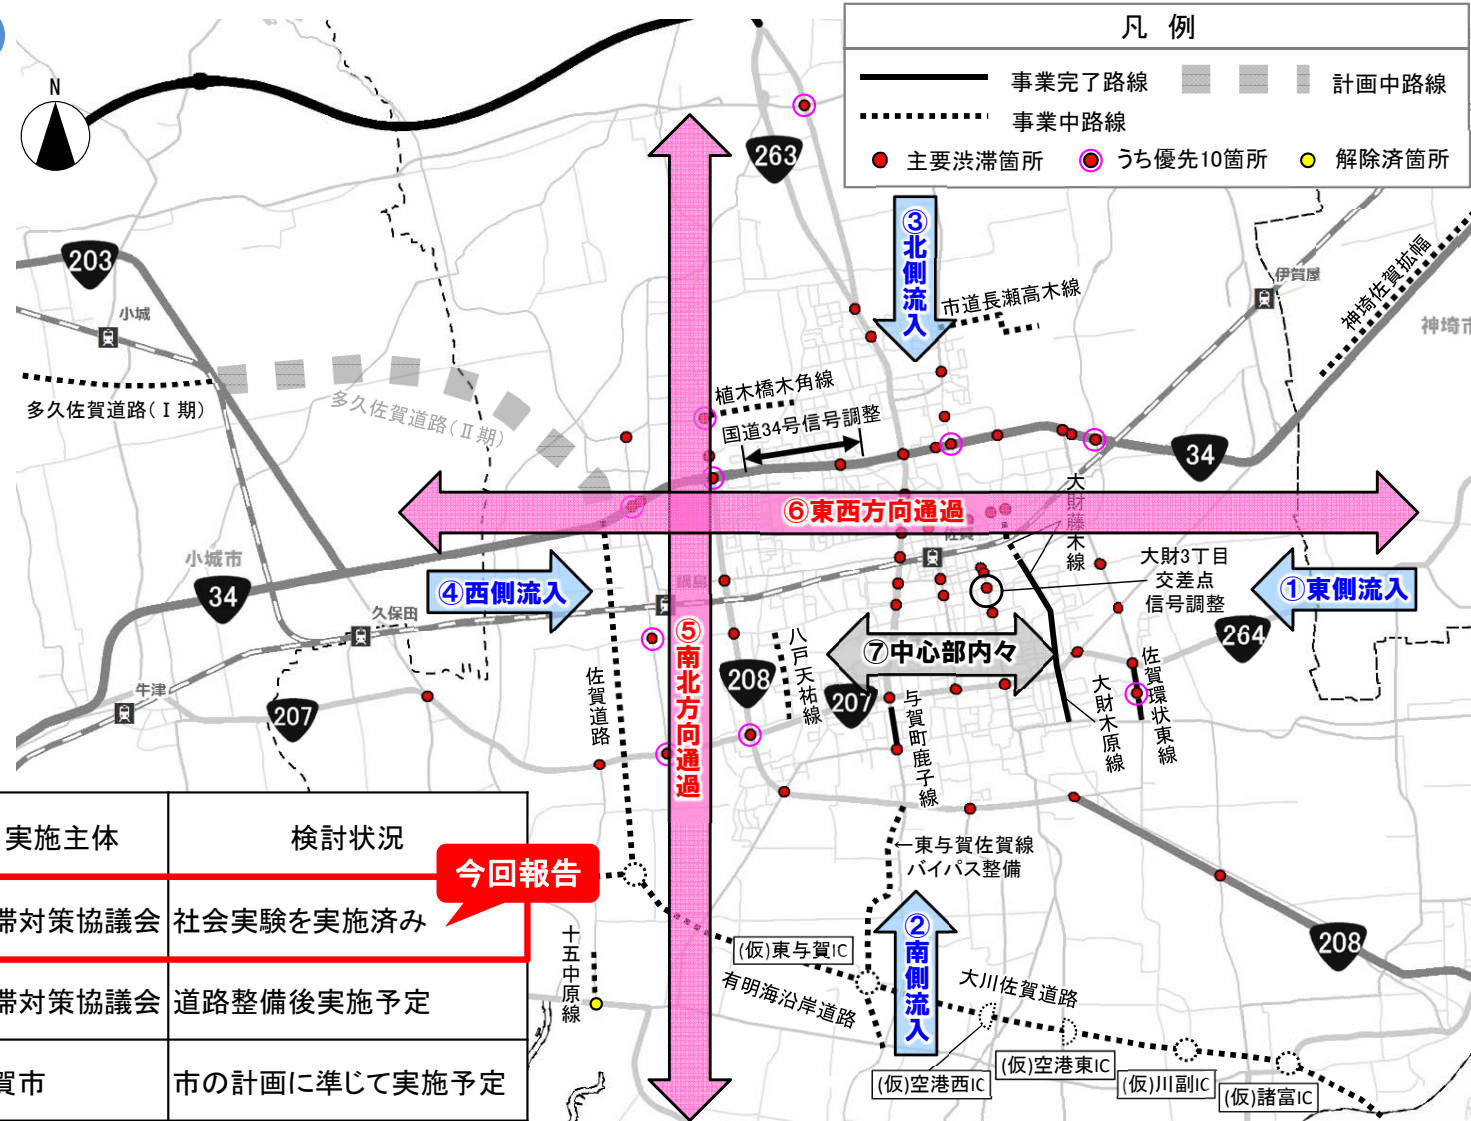 凡 例
事業完了路線
計画中路線
事業中路線
主要渋滞箇所
うち優先10箇所
解除済箇所
N
263
203
③北側流入
市道長瀬高木線
伊賀屋
神埼佐賀拡幅
神埼市
小城
多久佐賀道路(Ⅰ期)
多久佐賀道路(Ⅱ期)
植木橋木角線
国道34号信号調整
34
⑥東西方向通過
大財藤木線
佐賀
小城市
34
④西側流入
鍋島
久保田
大財3丁目
交差点
信号調整
①東側流入
264
⑤南北方向通過
⑦中心部内々
八戸天祐線
208
207
佐賀道路
牛津
207
与賀町鹿子線
大財木原線
佐賀環状東線
←東与賀佐賀線
バイパス整備
実施主体
検討状況
今回報告
帯対策協議会
社会実験を実施済み
帯対策協議会
道路整備後実施予定
賀市
市の計画に準じて実施予定
十五中原線
(仮)東与賀IC
有明海沿岸道路
②南側流入
大川佐賀道路
208
(仮)空港西IC
(仮)空港東IC
(仮)川副IC
(仮)諸富IC